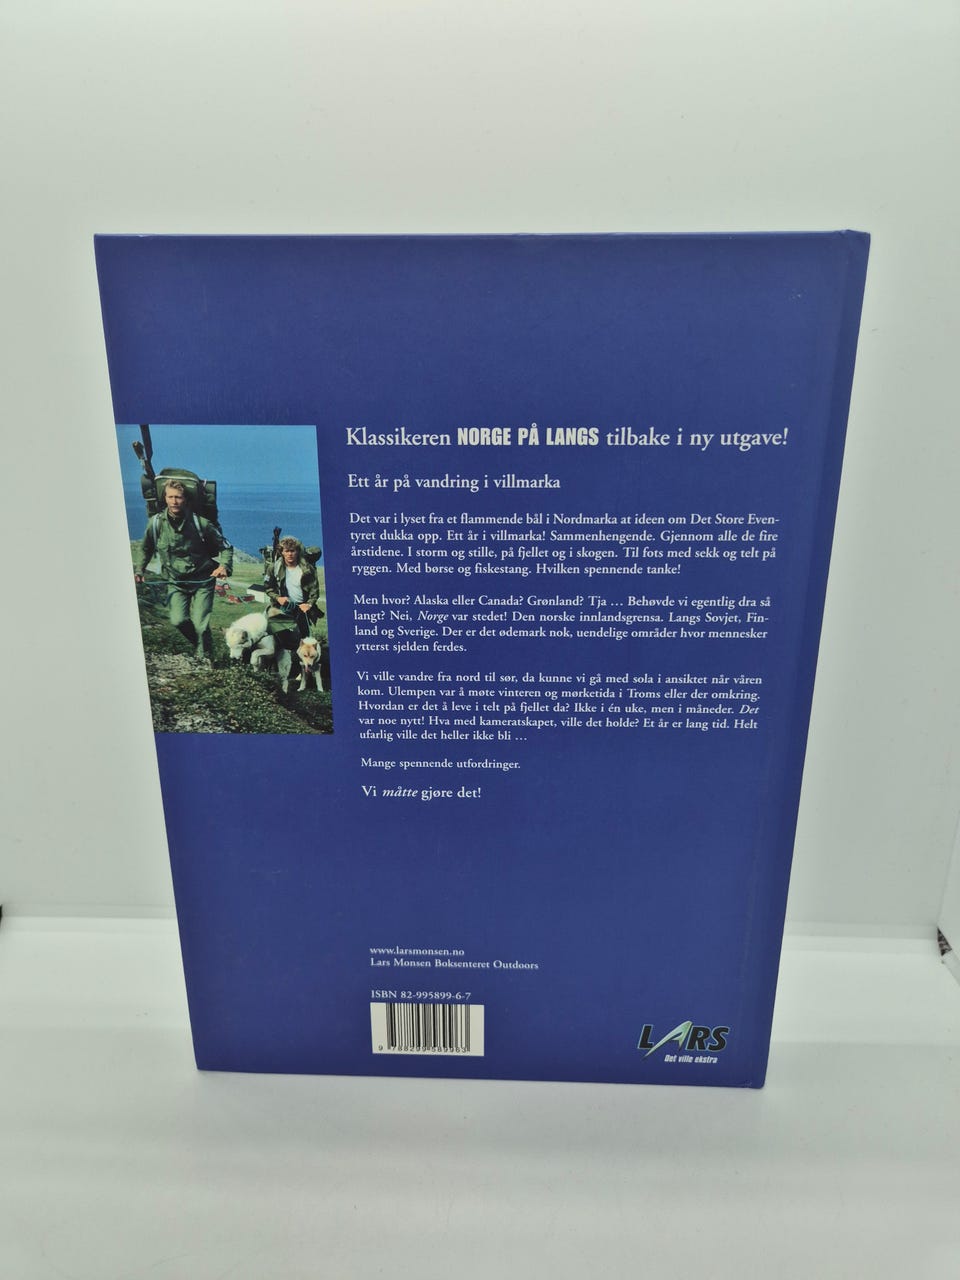 Klassikeren NORGE PÅ LANGS tilbake i ny utgave!
Ett år på vandring i villmarka
Det var i lyset fra et flammende bål i Nordmarka at ideen om Det Store Even-
tyret dukka opp. Ett år i villmarka! Sammenhengende. Gjennom alle de fire
årstidene. I storm og stille, på fjellet og i skogen. Til fots med sekk og telt på
ryggen. Med børse og fiskestang. Hvilken spennende tanke!
Men hvor? Alaska eller Canada? Grønland? Tja ... Behøvde vi egentlig dra så
langt? Nei, Norge var stedet! Den norske innlandsgrensa. Langs Sovjet, Fin-
land og Sverige. Der er det ødemark nok, uendelige områder hvor mennesker
ytterst sjelden ferdes.
Vi ville vandre fra nord til sør, da kunne vi gå med sola i ansiktet når våren
kom. Ulempen var å møte vinteren og mørketida i Troms eller der omkring.
Hvordan er det å leve i telt på fjellet da? Ikke i én uke, men i måneder. Det
var noe nytt! Hva med kameratskapet, ville det holde? Et år er lang tid. Helt
ufarlig ville det heller ikke bli ...
Mange spennende utfordringer.
Vi måtte gjøre det!
www.larsmonsen.no
Lars Monsen Boksenteret Outdoors
ISBN 82-995899-6-7
9 788299 589963
LARS
Det ville ekstra